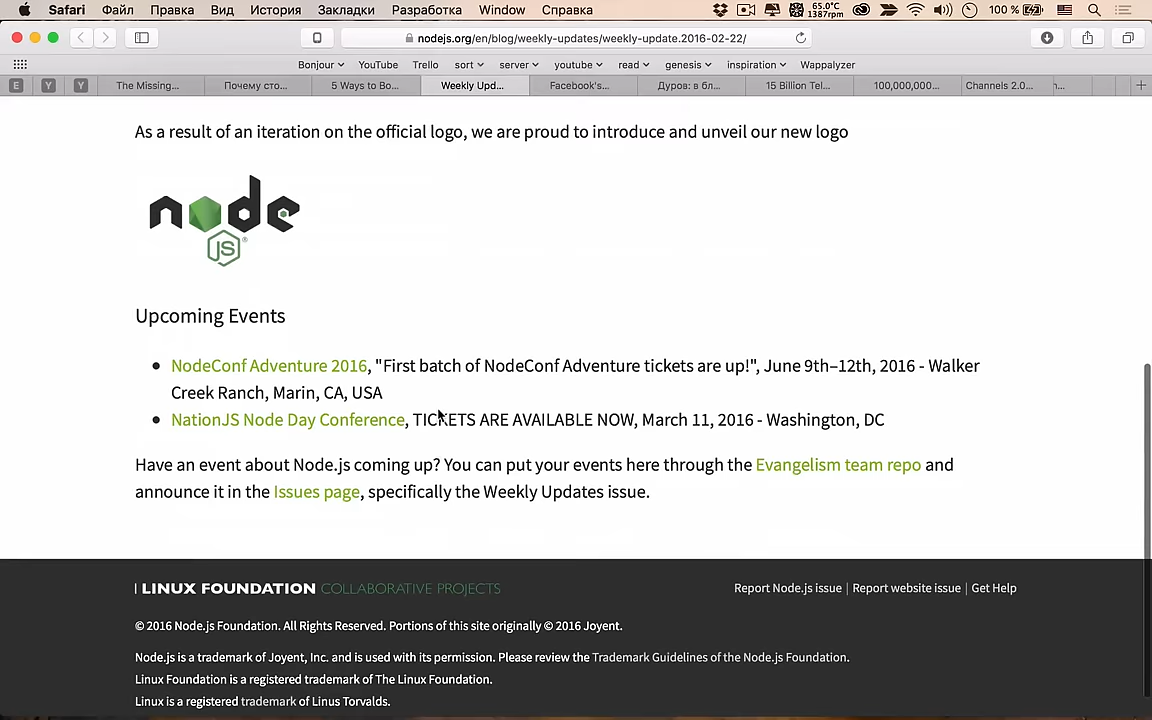 Safari Файл Правка Вид История Закладки Разработка Window Справка 65.0°C 1387rpm 100 %
nodejs.org/en/blog/weekly-updates/weekly-update.2016-02-22/
Bonjour YouTube Trello sort server youtube read genesis inspiration Wappalyzer
E Y Y The Missing... Почему сто... 5 Ways to Bo... Weekly Upd... Facebook's... Дуров: в бл... 15 Billion Tel... 100,000,000... Channels 2.0...
As a result of an iteration on the official logo, we are proud to introduce and unveil our new logo
node
JS®
Upcoming Events
• NodeConf Adventure 2016, "First batch of NodeConf Adventure tickets are up!", June 9th–12th, 2016 - Walker
Creek Ranch, Marin, CA, USA
• NationJS Node Day Conference, TICKETS ARE AVAILABLE NOW, March 11, 2016 - Washington, DC
Have an event about Node.js coming up? You can put your events here through the Evangelism team repo and
announce it in the Issues page, specifically the Weekly Updates issue.
LINUX FOUNDATION COLLABORATIVE PROJECTS Report Node.js issue | Report website issue | Get Help
© 2016 Node.js Foundation. All Rights Reserved. Portions of this site originally © 2016 Joyent.
Node.js is a trademark of Joyent, Inc. and is used with its permission. Please review the Trademark Guidelines of the Node.js Foundation.
Linux Foundation is a registered trademark of The Linux Foundation.
Linux is a registered trademark of Linus Torvalds.